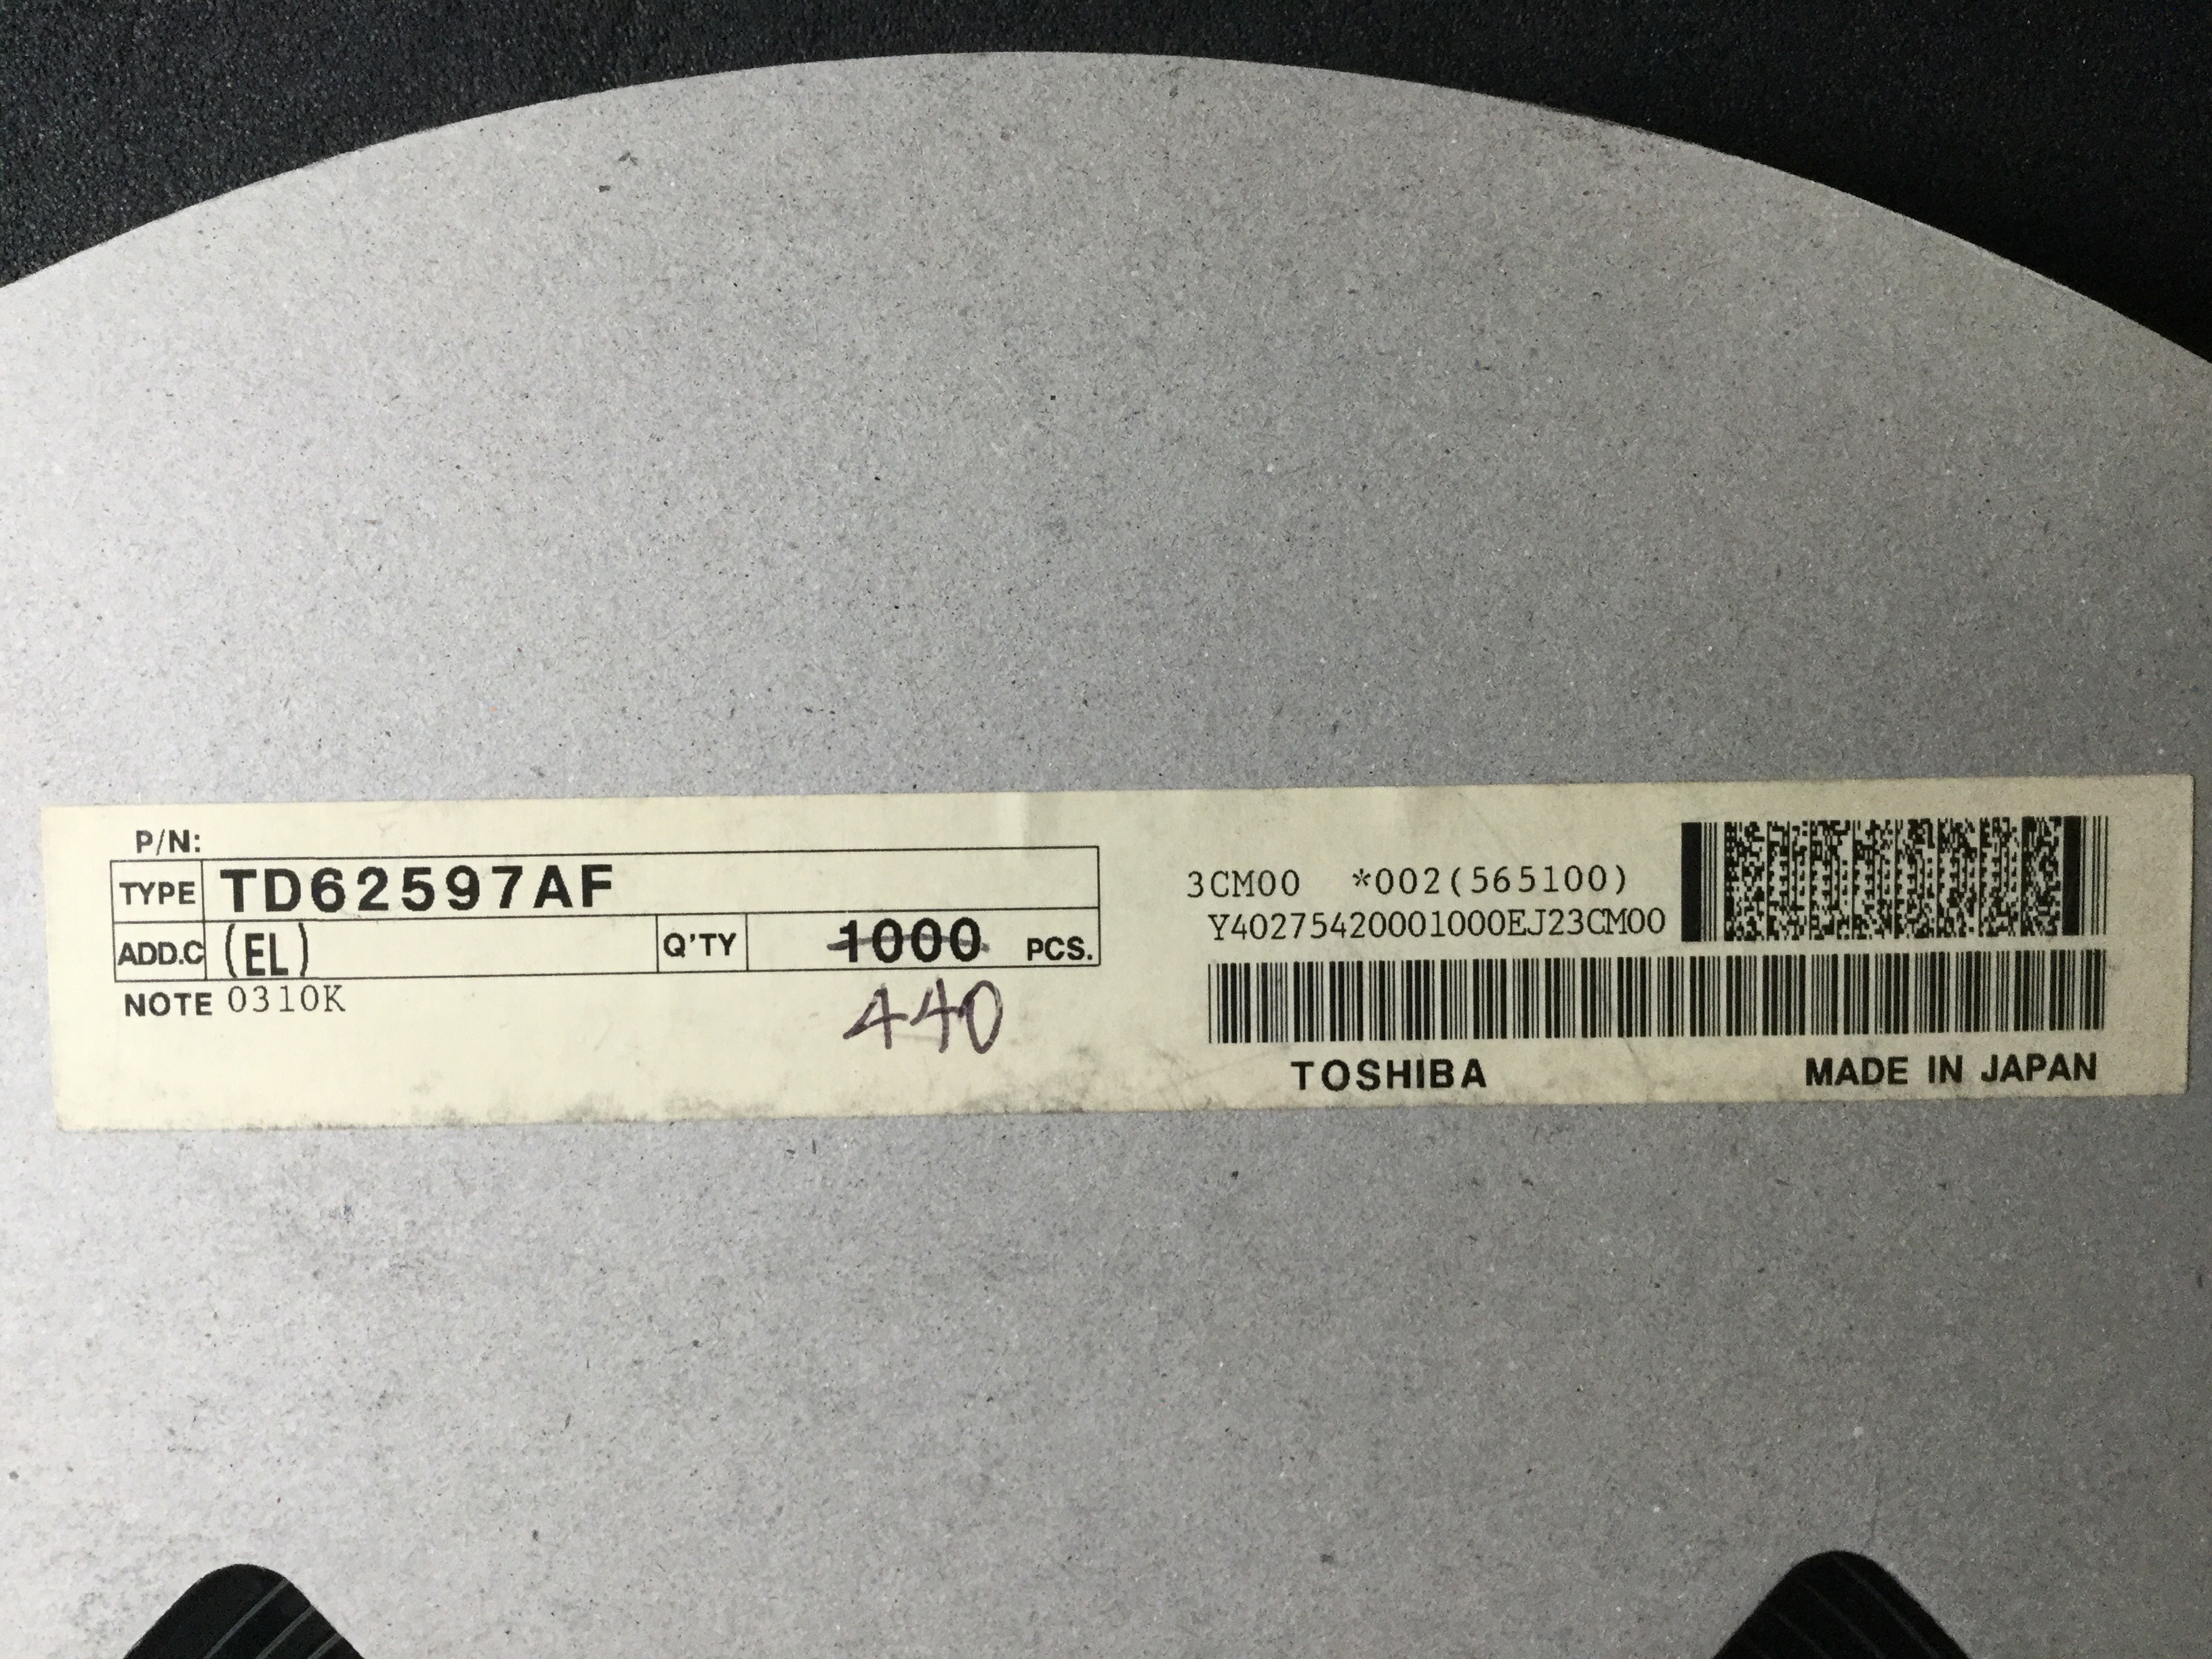 P/N:
TYPE TD62597AF
ADD.C (EL) Q'TY 1000 PCS.
NOTE 0310K
440
3CM00 *002(565100)
Y40275420001000EJ23CM00
TOSHIBA MADE IN JAPAN